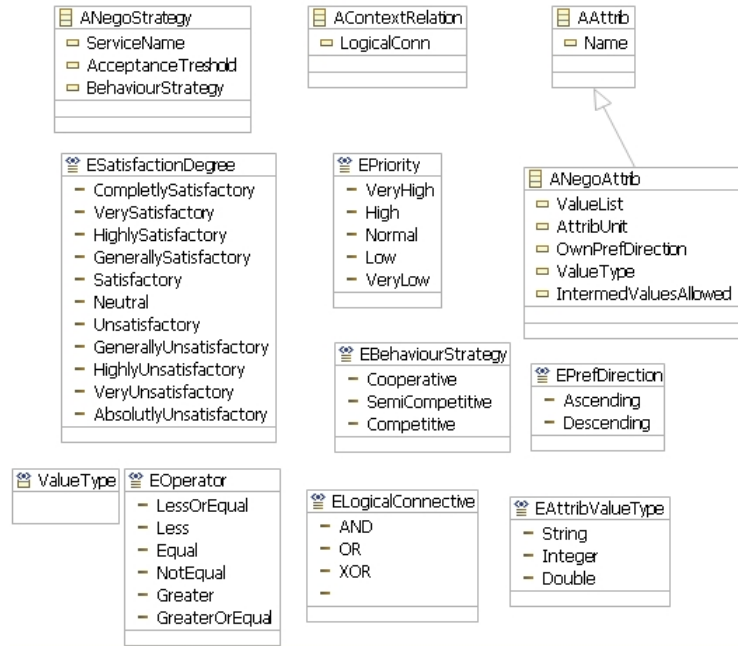 ANegoStrategy
ServiceName
AcceptanceTreshold
BehaviourStrategy
AContextRelation
LogicalConn
AAttrib
Name
ESatisfactionDegree
CompletlySatisfactory
VerySatisfactory
HighlySatisfactory
GenerallySatisfactory
Satisfactory
Neutral
Unsatisfactory
GenerallyUnsatisfactory
HighlyUnsatisfactory
VeryUnsatisfactory
AbsolutlyUnsatisfactory
EPriority
VeryHigh
High
Normal
Low
VeryLow
ANegoAttrib
ValueList
AttribUnit
OwnPrefDirection
ValueType
IntermedValuesAllowed
EBehaviourStrategy
Cooperative
SemiCompetitive
Competitive
EPrefDirection
Ascending
Descending
ValueType
EOperator
LessOrEqual
Less
Equal
NotEqual
Greater
GreaterOrEqual
ELogicalConnective
AND
OR
XOR
EAttribValueType
String
Integer
Double